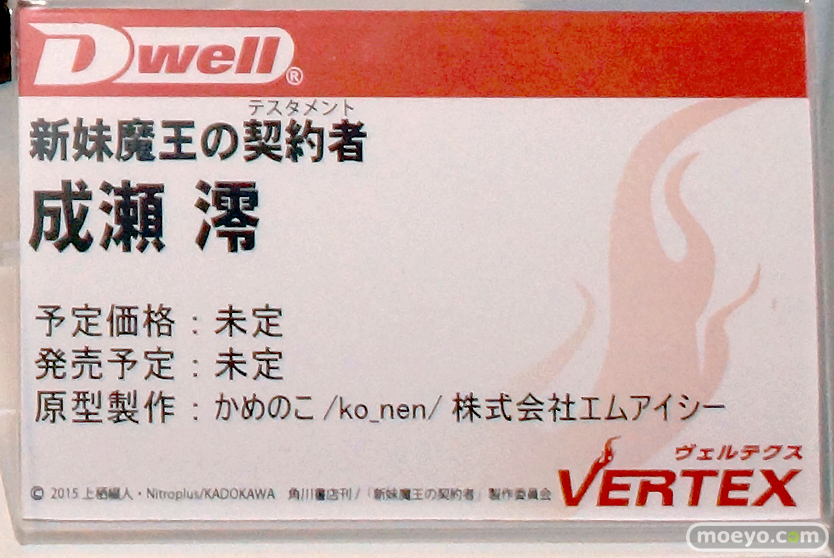 Dwell®
テスタメント
新妹魔王の契約者
成瀬 澪
予定価格：未定
発売予定：未定
原型製作：かめのこ/ko_nen/株式会社エムアイシー
ヴェルテクス
VERTEX
© 2015 上栖綴人・Nitroplus/KADOKAWA 角川書店刊/「新妹魔王の契約者」製作委員会
moeyo.com